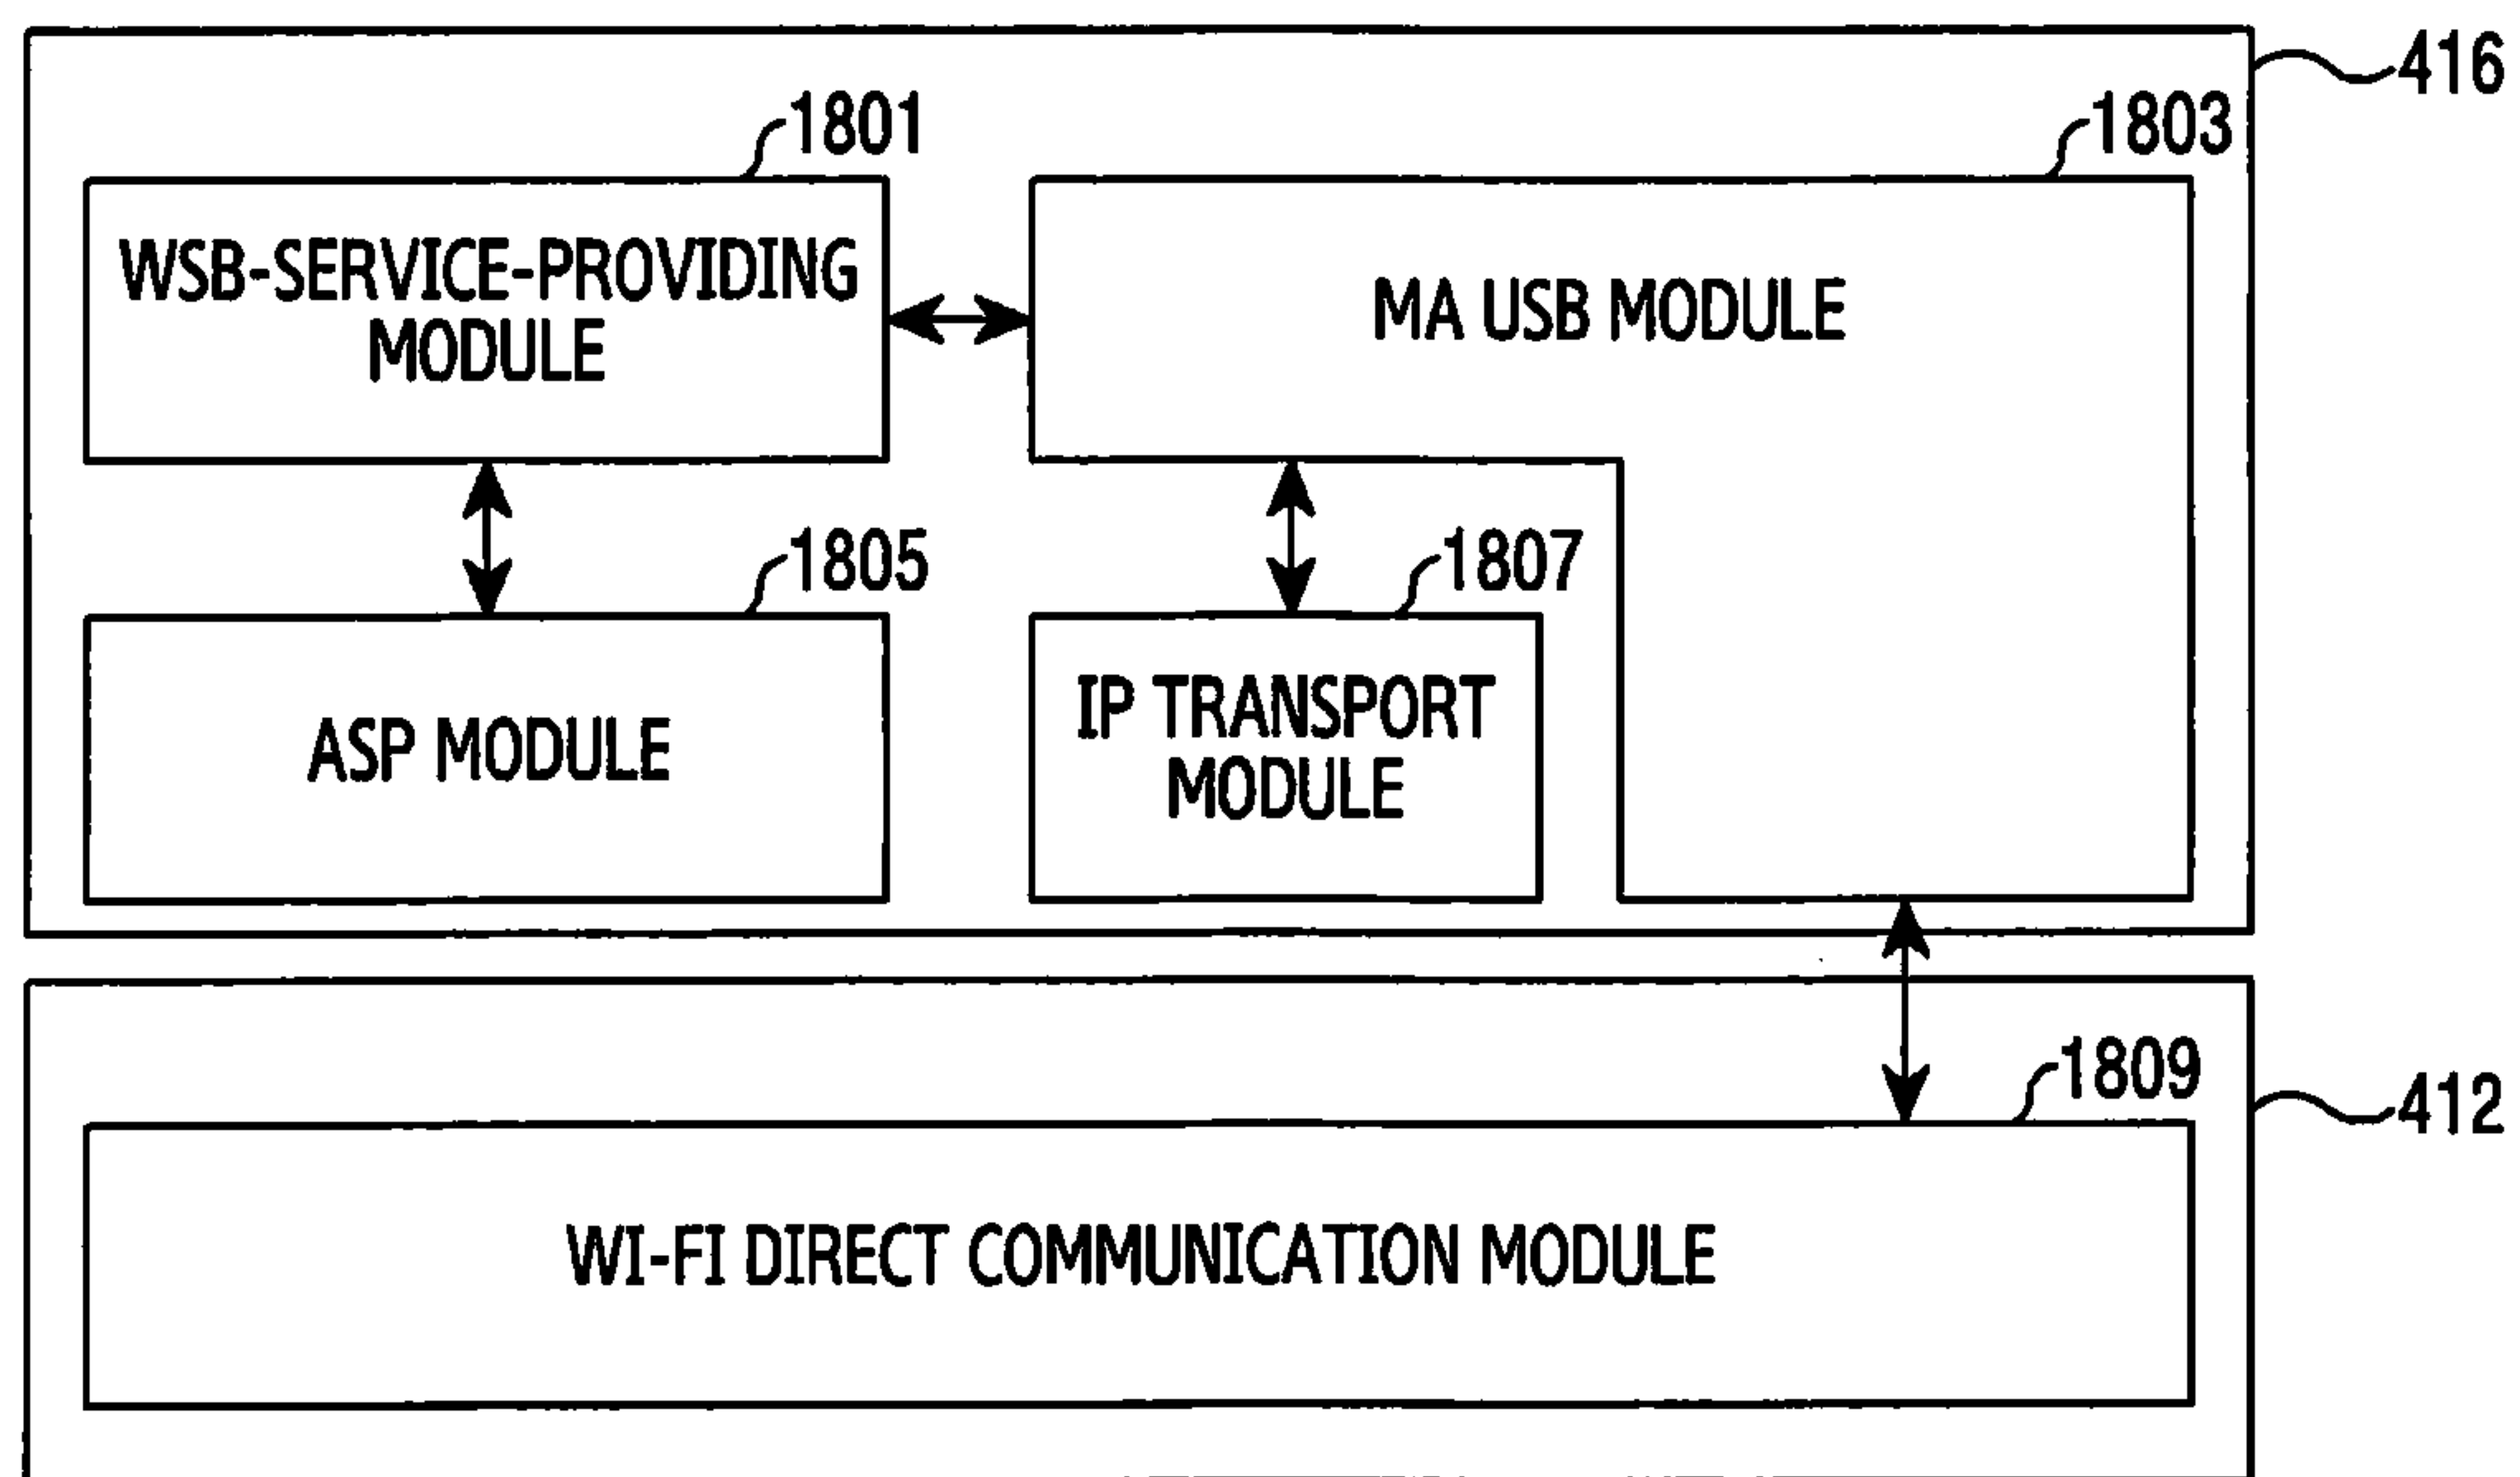 416
1801
1803
WSB-SERVICE-PROVIDING
MODULE
MA USB MODULE
1805
1807
ASP MODULE
IP TRANSPORT
MODULE
1809
412
WI-FI DIRECT COMMUNICATION MODULE